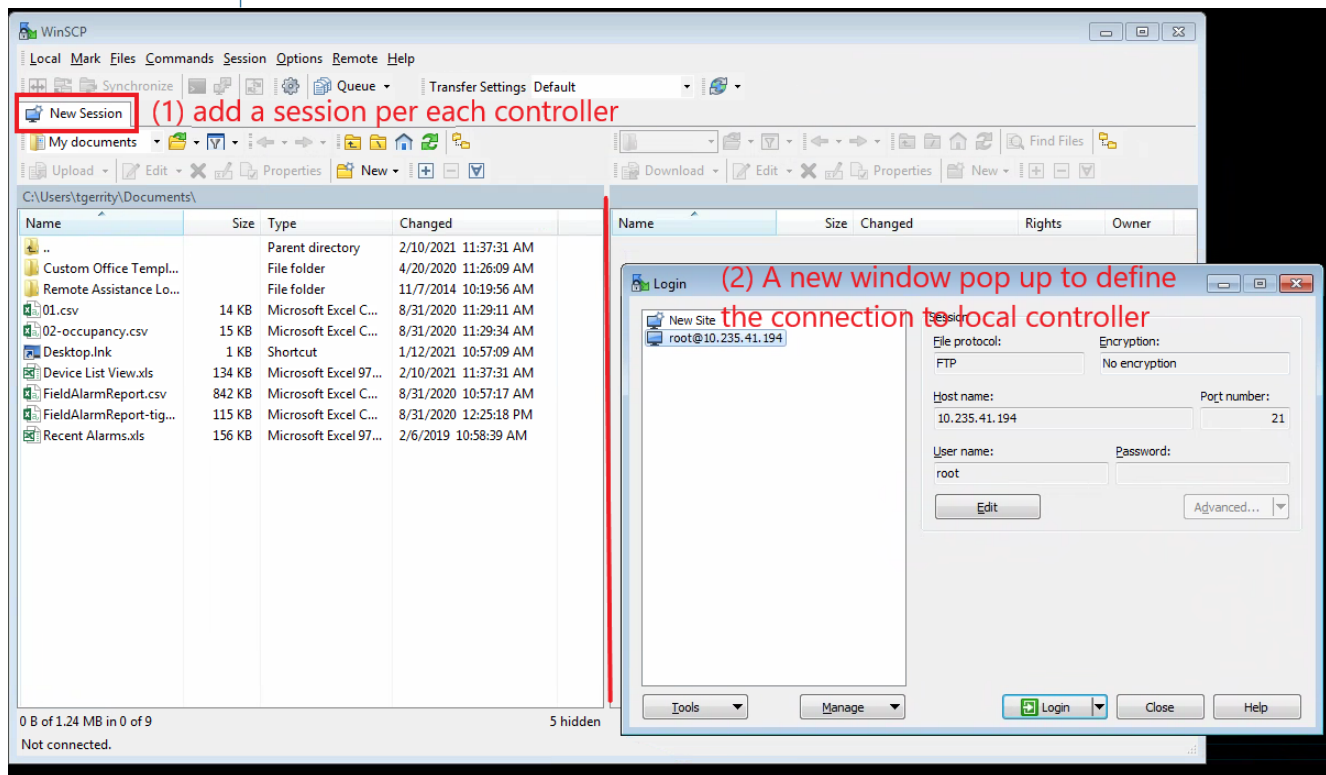 WinSCP
Local Mark Files Commands Session Options Remote Help
Synchronize Queue Transfer Settings Default
New Session (1) add a session per each controller
My documents Find Files
Upload Edit Properties New Download Edit Properties New
C:\Users\tgerrity\Documents\
Name Size Type Changed Name Size Changed Rights Owner
.. Parent directory 2/10/2021 11:37:31 AM
Custom Office Templ... File folder 4/20/2020 11:26:09 AM
Remote Assistance Lo... File folder 11/7/2014 10:19:56 AM
01.csv 14 KB Microsoft Excel C... 8/31/2020 11:29:11 AM
02-occupancy.csv 15 KB Microsoft Excel C... 8/31/2020 11:29:34 AM
Desktop.lnk 1 KB Shortcut 1/12/2021 10:57:09 AM
Device List View.xls 134 KB Microsoft Excel 97... 2/10/2021 11:37:31 AM
FieldAlarmReport.csv 842 KB Microsoft Excel C... 8/31/2020 10:57:17 AM
FieldAlarmReport-tig... 115 KB Microsoft Excel C... 8/31/2020 12:25:18 PM
Recent Alarms.xls 156 KB Microsoft Excel 97... 2/6/2019 10:58:39 AM
0 B of 1.24 MB in 0 of 9 5 hidden
Not connected.
Login
(2) A new window pop up to define
the connection to local controller
New Site
root@10.235.41.194
Session
File protocol: Encryption:
FTP No encryption
Host name: Port number:
10.235.41.194 21
User name: Password:
root
Edit Advanced...
Tools Manage Login Close Help